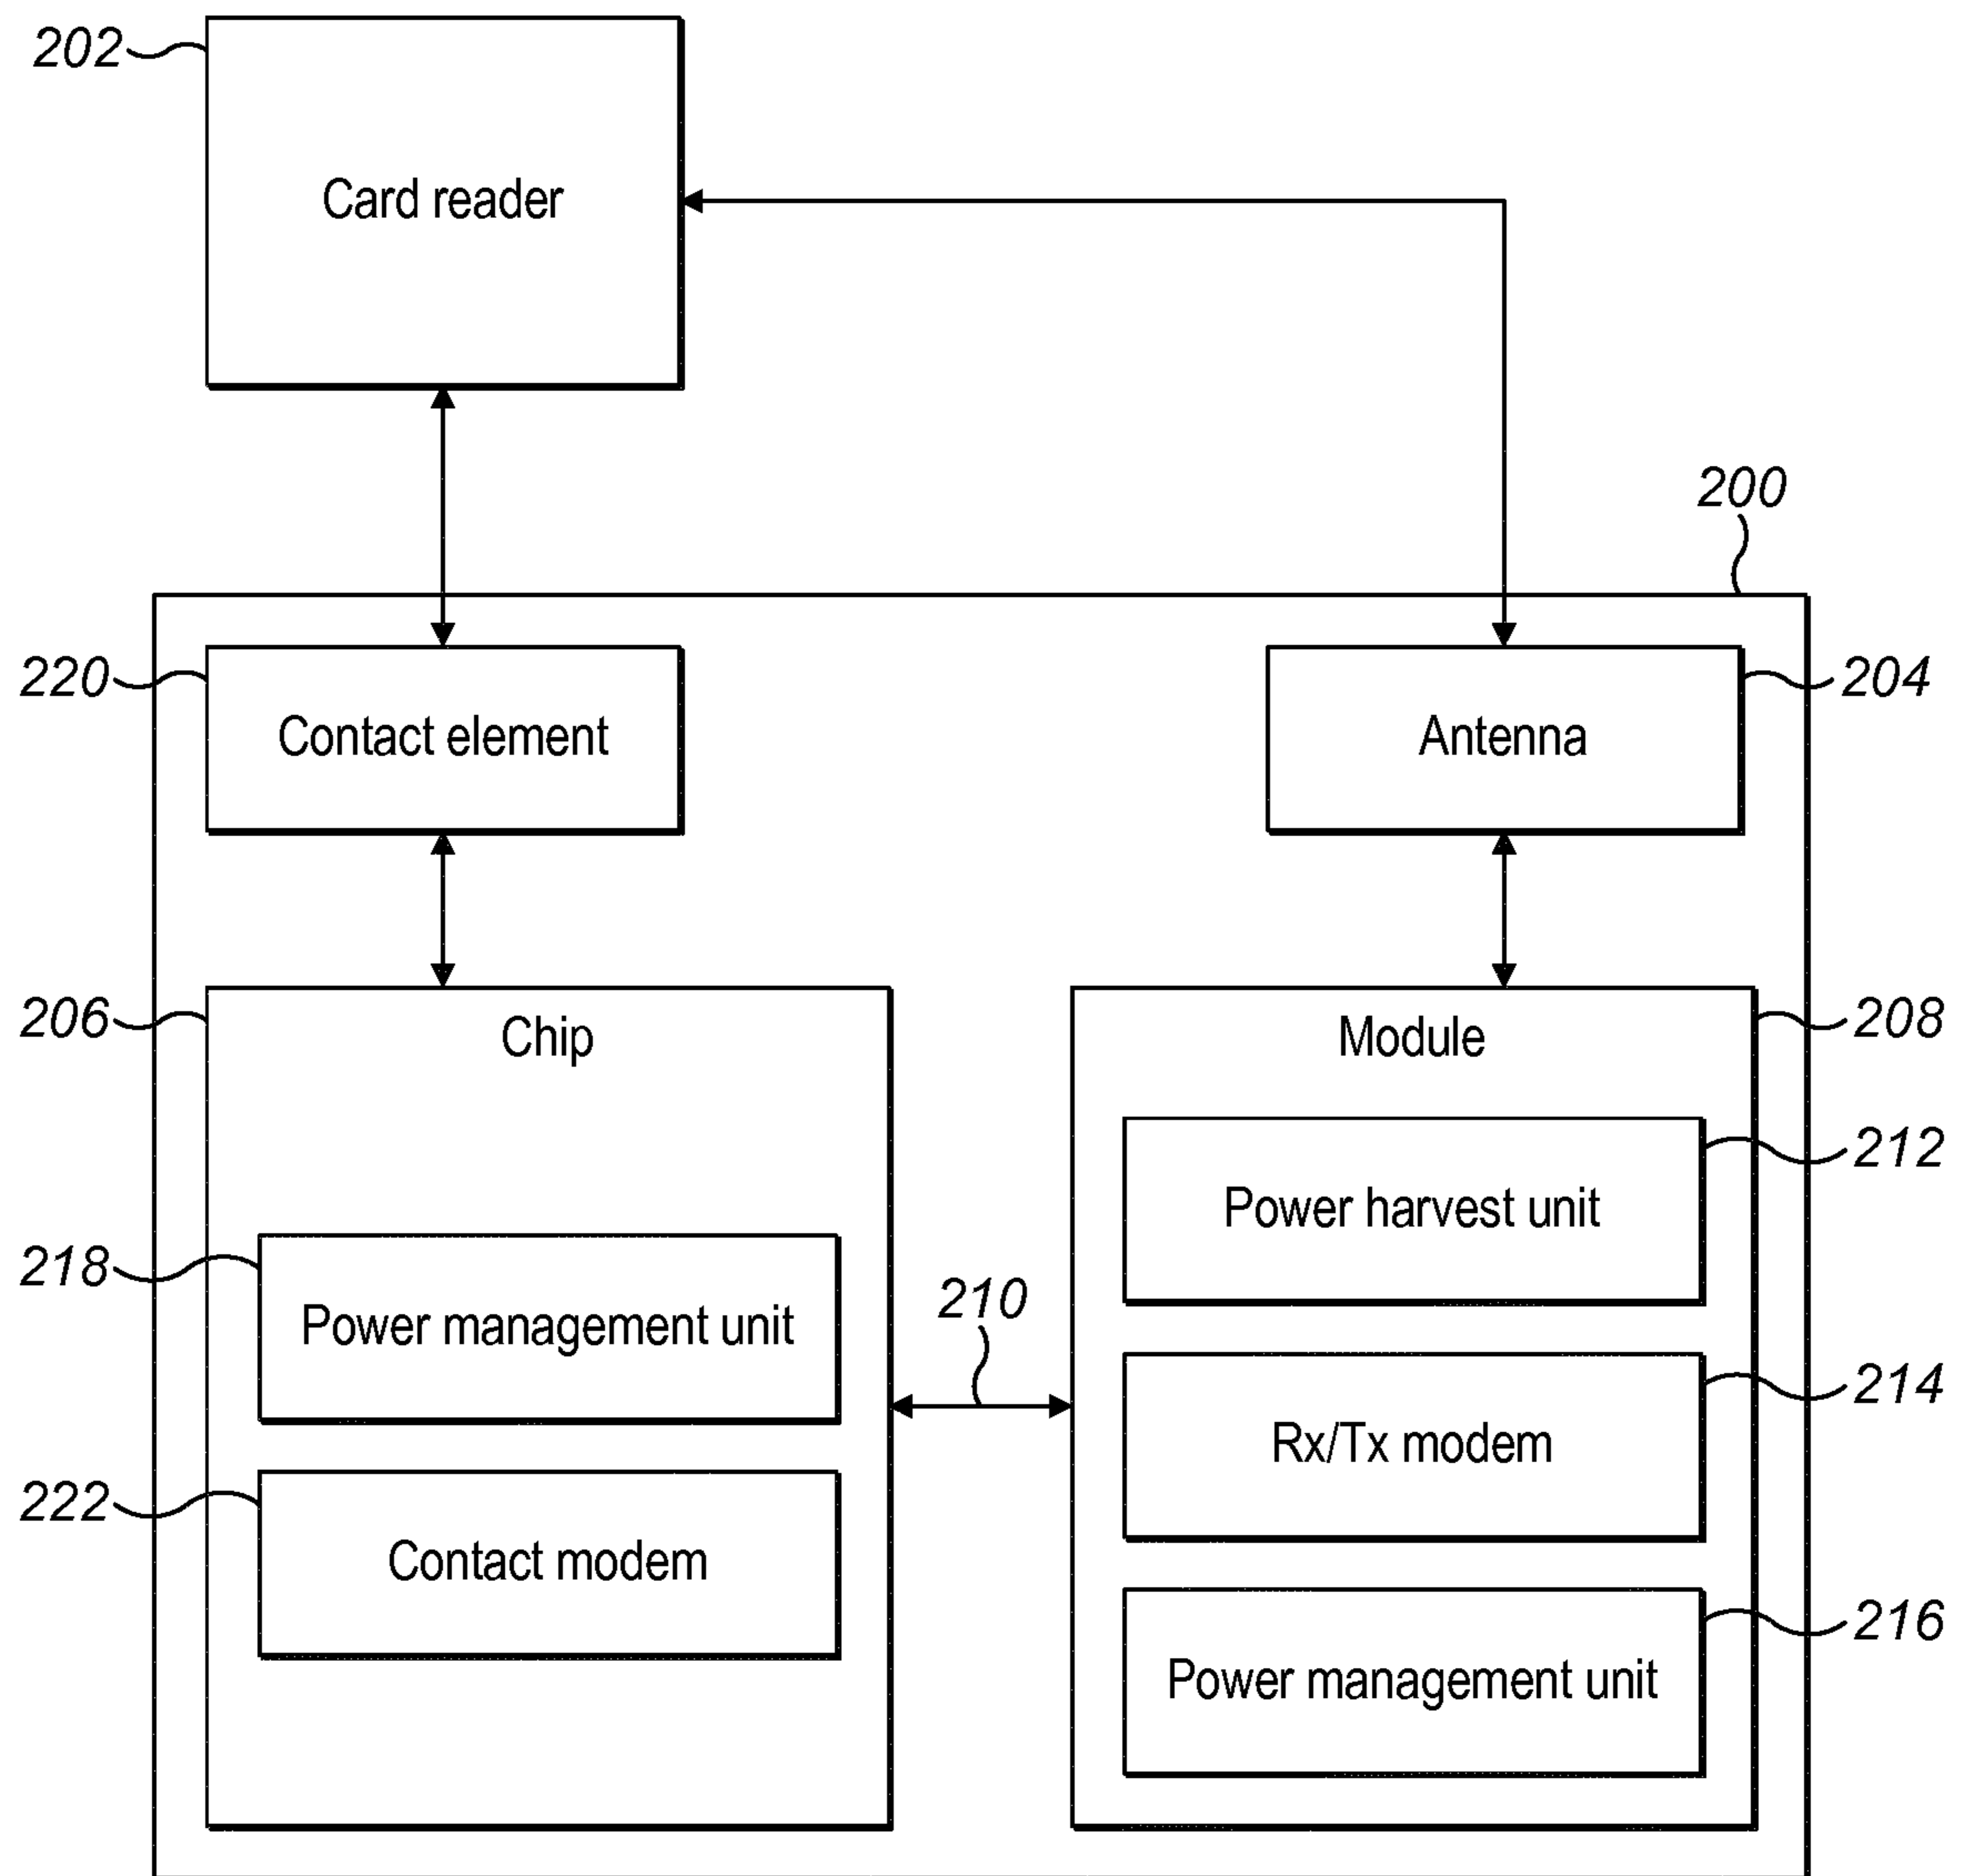 202
Card reader
200
220
Contact element
Antenna
204
206
Chip
Module
208
212
Power harvest unit
218
Power management unit
210
214
Rx/Tx modem
222
Contact modem
216
Power management unit